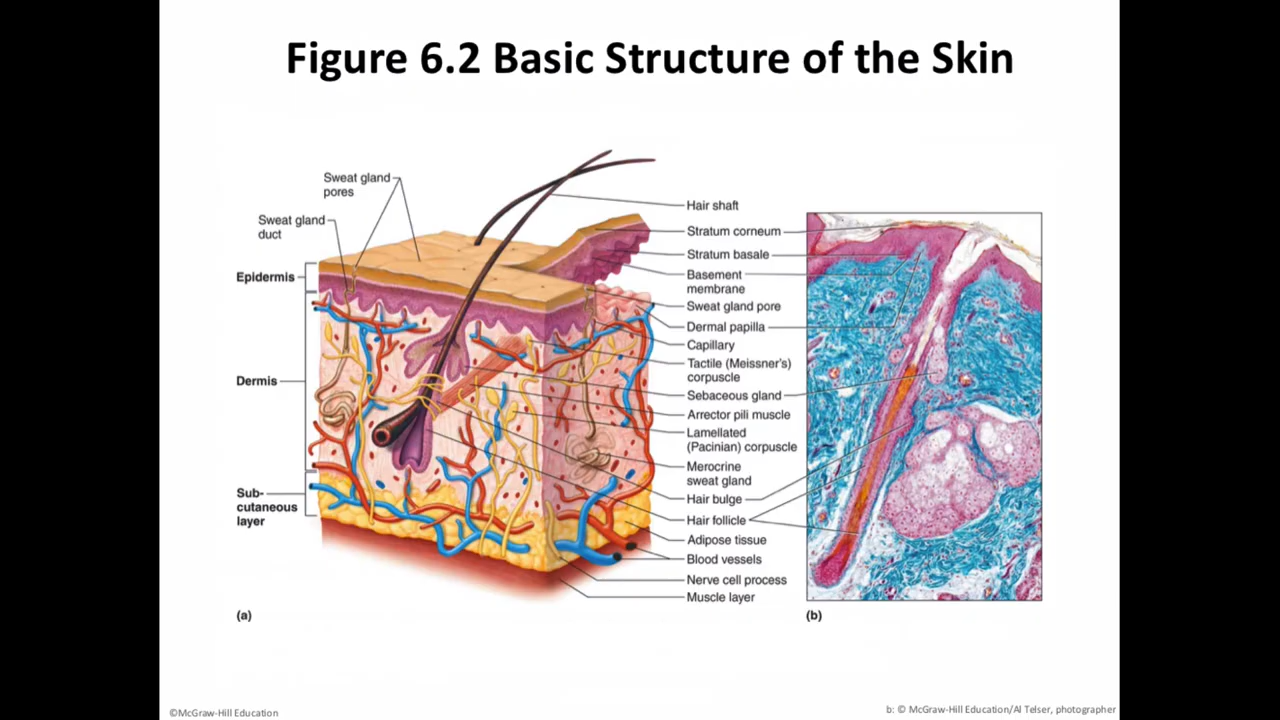 Figure 6.2 Basic Structure of the Skin
Sweat gland
pores
Sweat gland
duct
Epidermis
Dermis
Sub-
cutaneous
layer
Hair shaft
Stratum corneum
Stratum basale
Basement
membrane
Sweat gland pore
Dermal papilla
Capillary
Tactile (Meissner's)
corpuscle
Sebaceous gland
Arrector pili muscle
Lamellated
(Pacinian) corpuscle
Merocrine
sweat gland
Hair bulge
Hair follicle
Adipose tissue
Blood vessels
Nerve cell process
Muscle layer
(a)
(b)
©McGraw-Hill Education
b: © McGraw-Hill Education/Al Telser, photographer